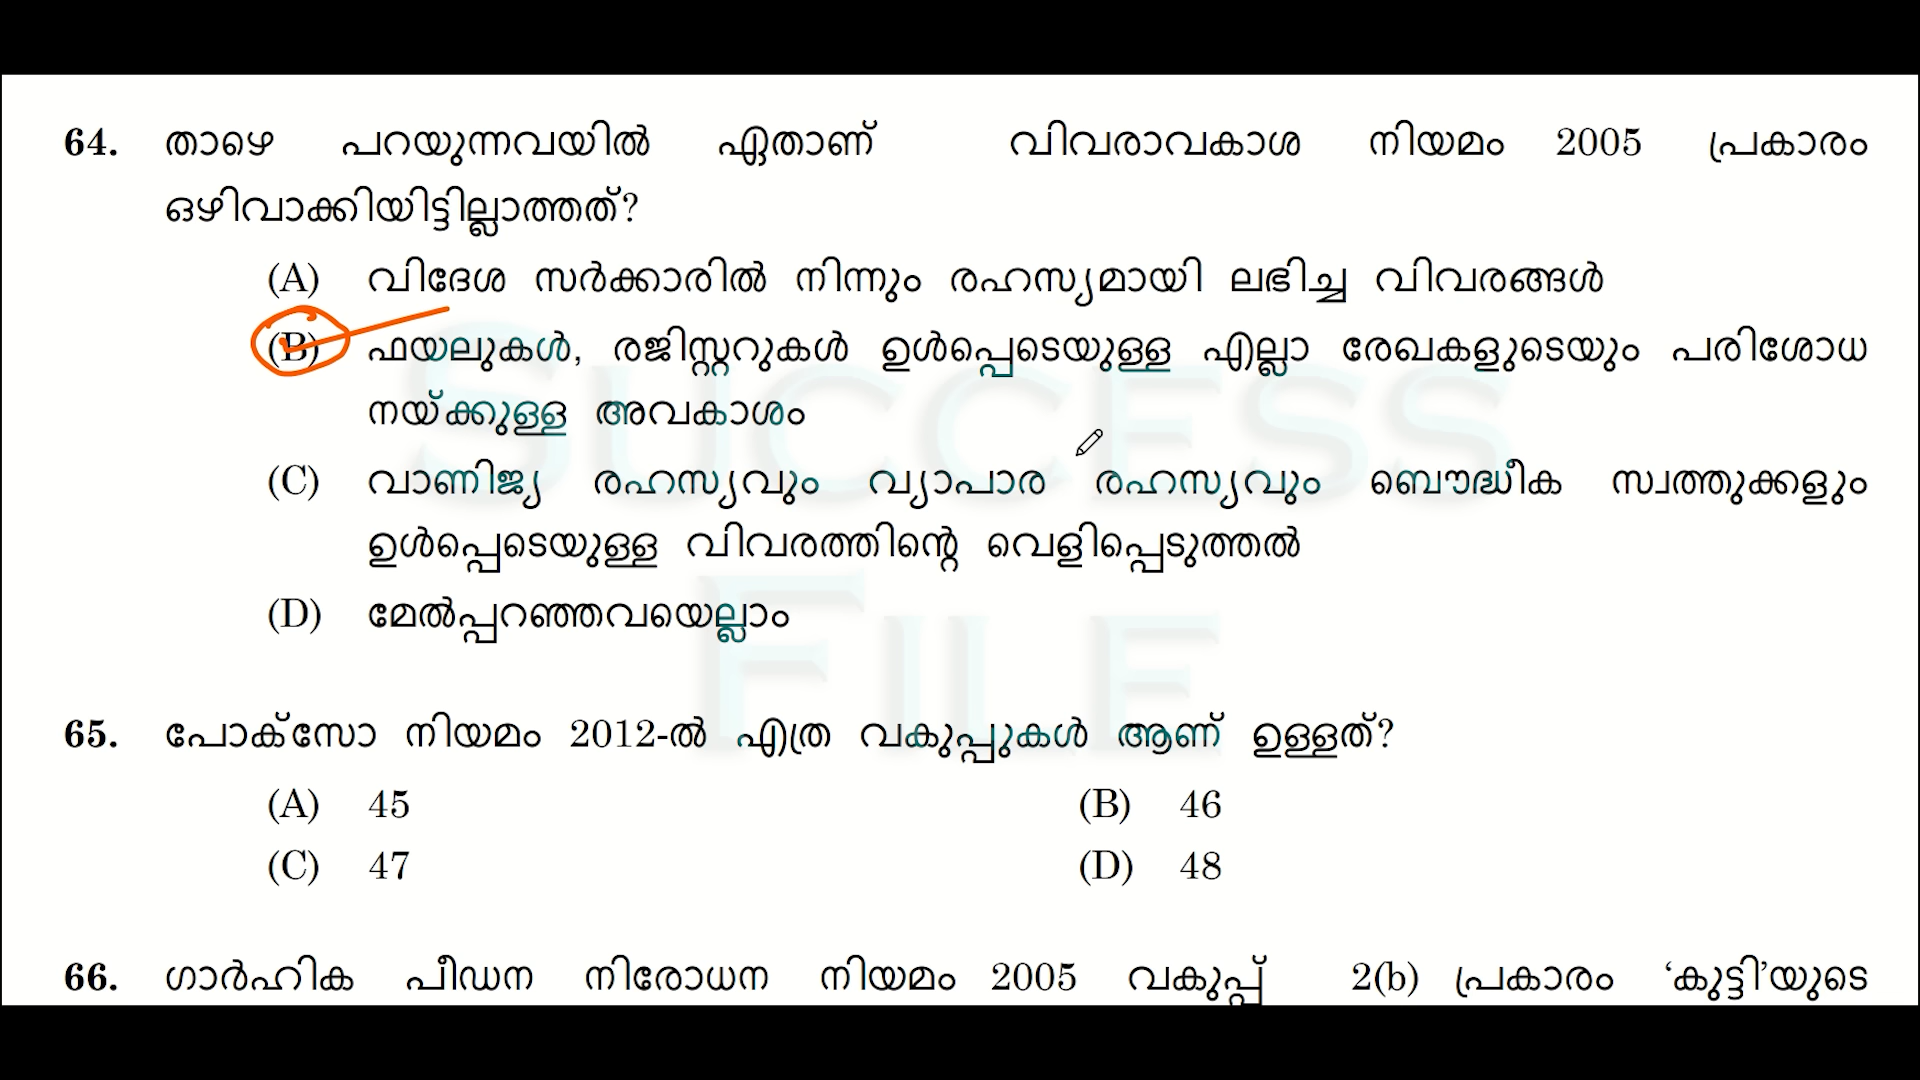 64. താഴെ പറയുന്നവയിൽ ഏതാണ് വിവരാവകാശ നിയമം 2005 പ്രകാരം
ഒഴിവാക്കിയിട്ടില്ലാത്തത്?
(A) വിദേശ സർക്കാരിൽ നിന്നും രഹസ്യമായി ലഭിച്ച വിവരങ്ങൾ
(B) ഫയലുകൾ, രജിസ്റ്ററുകൾ ഉൾപ്പെടെയുള്ള എല്ലാ രേഖകളുടെയും പരിശോധ
നയ്ക്കുള്ള അവകാശം
(C) വാണിജ്യ രഹസ്യവും വ്യാപാര രഹസ്യവും ബൌദ്ധീക സ്വത്തുക്കളും
ഉൾപ്പെടെയുള്ള വിവരത്തിന്റെ വെളിപ്പെടുത്തൽ
(D) മേൽപ്പറഞ്ഞവയെല്ലാം
SUCCESS
FILE
65. പോക്സോ നിയമം 2012-ൽ എത്ര വകുപ്പുകൾ ആണ് ഉള്ളത്?
(A) 45 (B) 46
(C) 47 (D) 48
66. ഗാർഹിക പീഡന നിരോധന നിയമം 2005 വകുപ്പ് 2(b) പ്രകാരം ‘കുട്ടി’യുടെ